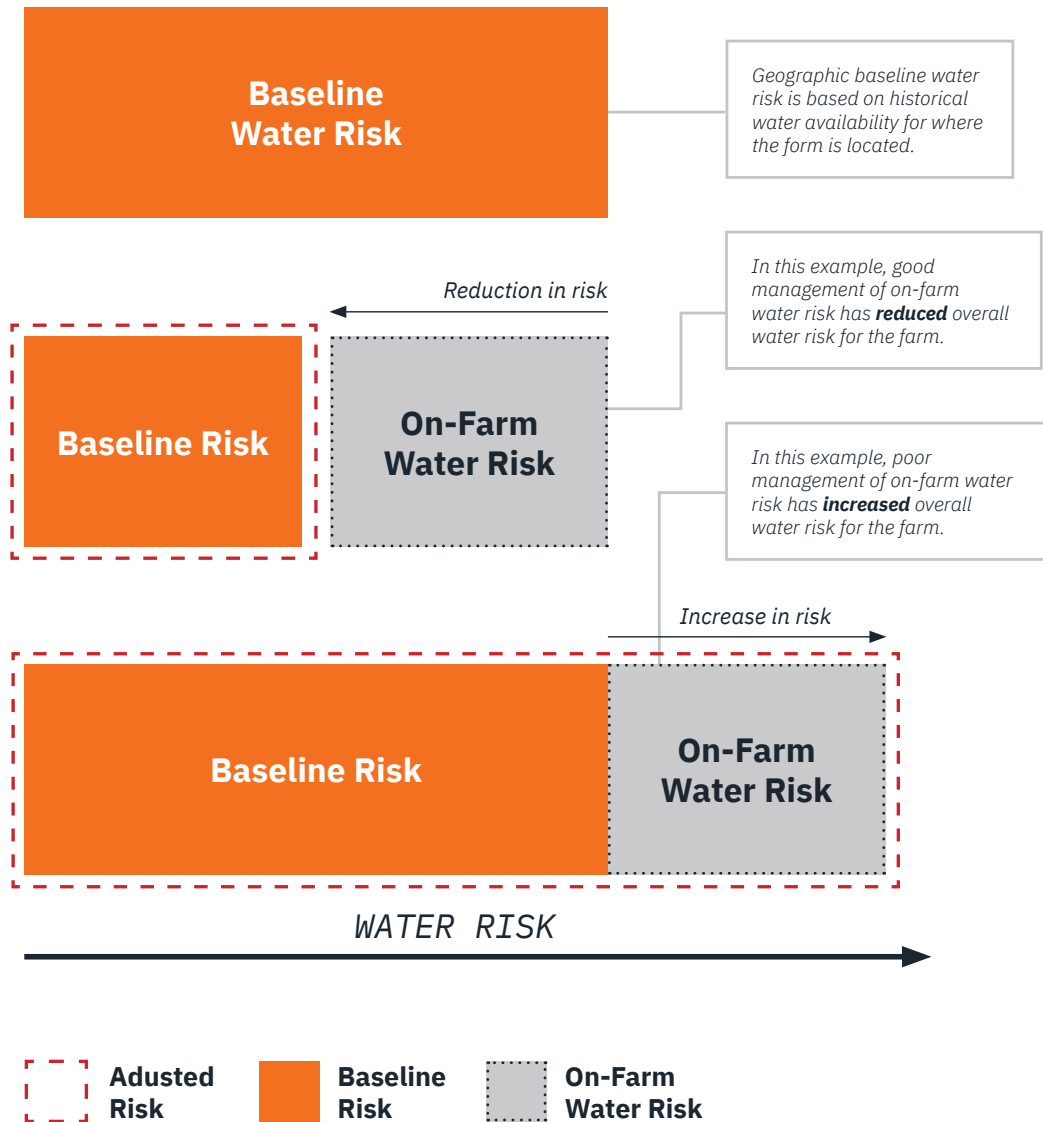 Baseline
Water Risk
Geographic baseline water
risk is based on historical
water availability for where
the form is located.
Reduction in risk
In this example, good
management of on-farm
water risk has reduced overall
water risk for the farm.
Baseline Risk
On-Farm
Water Risk
In this example, poor
management of on-farm water
risk has increased overall
water risk for the farm.
Increase in risk
Baseline Risk
On-Farm
Water Risk
WATER RISK
Adusted
Risk
Baseline
Risk
On-Farm
Water Risk